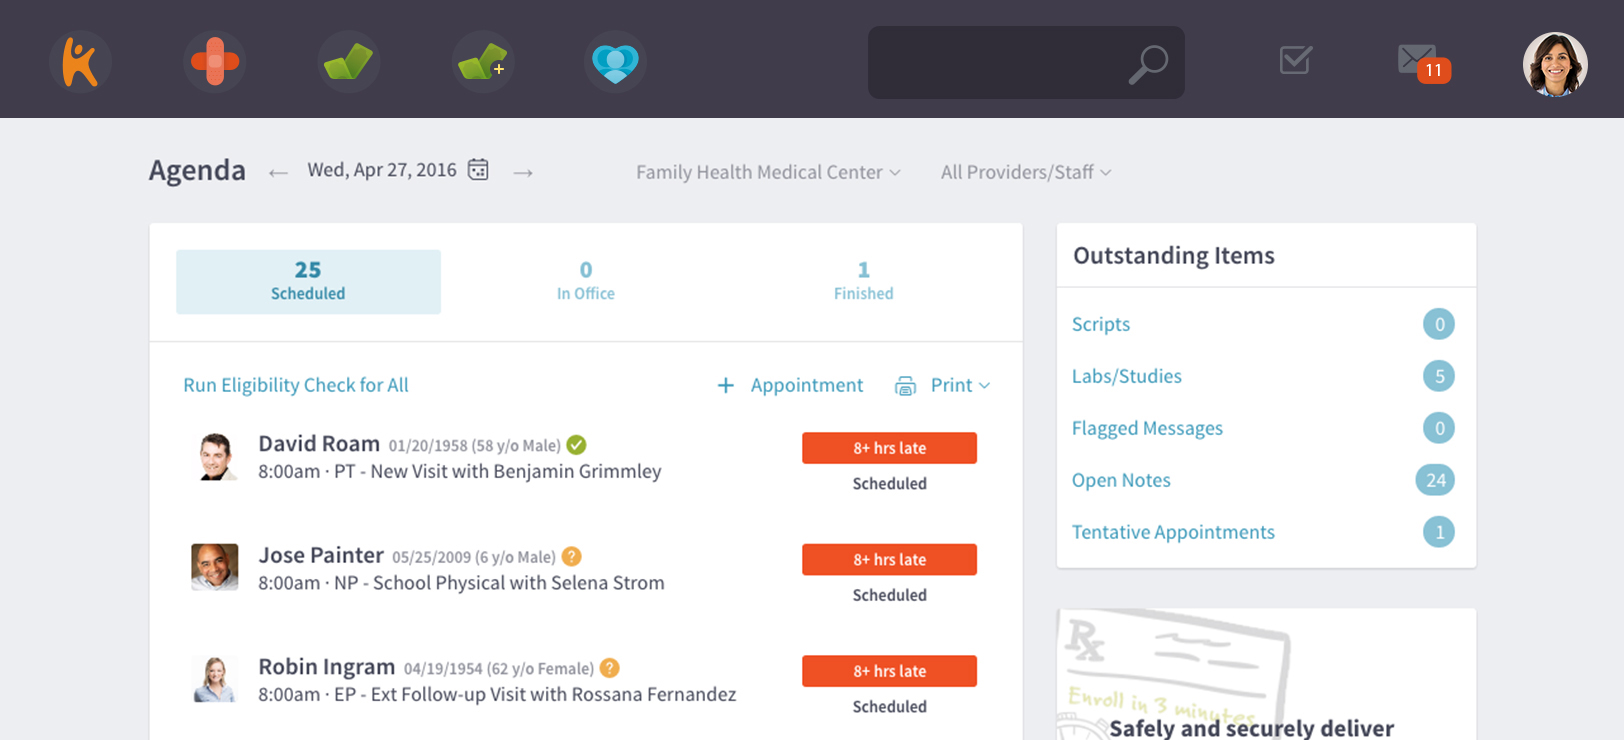 11
Agenda ← Wed, Apr 27, 2016 → Family Health Medical Center All Providers/Staff
25 0 1
Scheduled In Office Finished
Run Eligibility Check for All + Appointment Print
David Roam 01/20/1958 (58 y/o Male)
8:00am · PT - New Visit with Benjamin Grimmley
8+ hrs late
Scheduled
Jose Painter 05/25/2009 (6 y/o Male) ?
8:00am · NP - School Physical with Selena Strom
8+ hrs late
Scheduled
Robin Ingram 04/19/1954 (62 y/o Female) ?
8:00am · EP - Ext Follow-up Visit with Rossana Fernandez
8+ hrs late
Scheduled
Outstanding Items
Scripts 0
Labs/Studies 5
Flagged Messages 0
Open Notes 24
Tentative Appointments 1
Rx
Enroll in 3 minutes
Safely and securely deliver